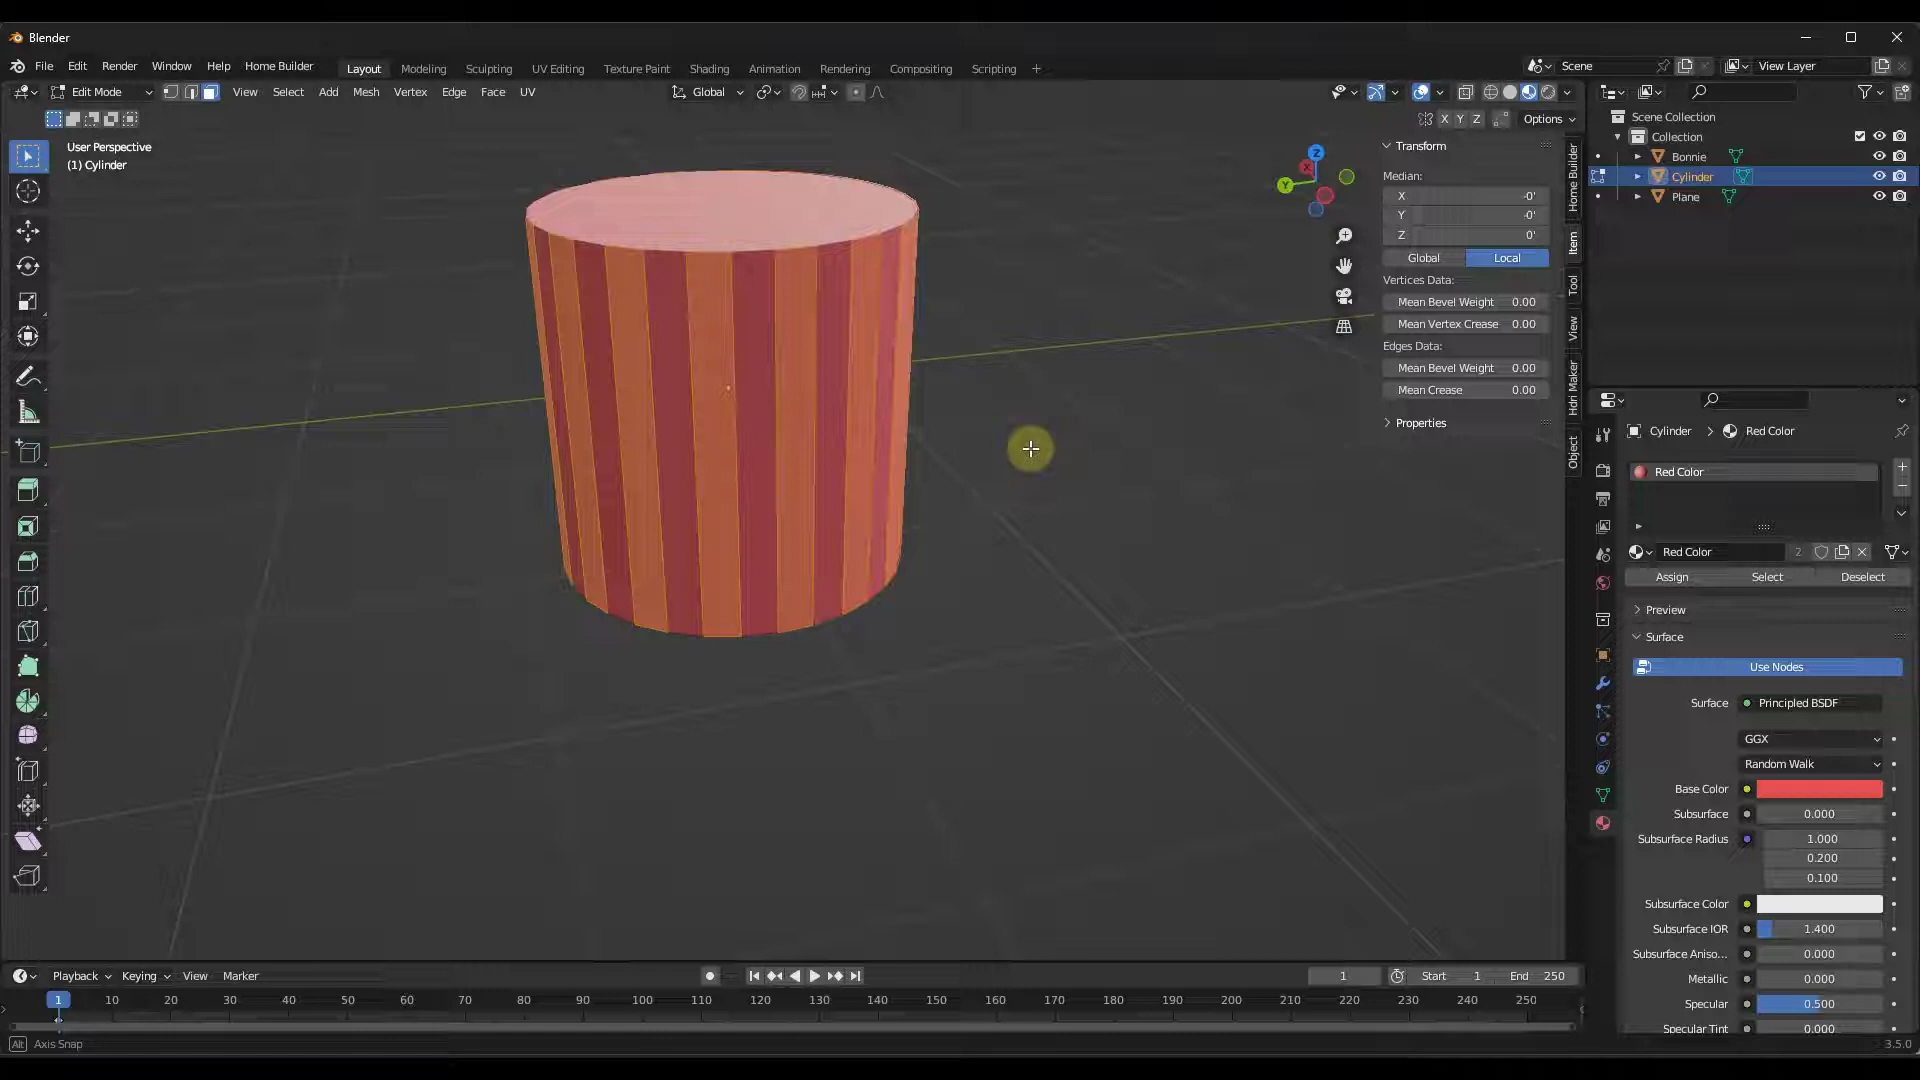 Blender
File Edit Render Window Help Home Builder Layout Modeling Sculpting UV Editing Texture Paint Shading Animation Rendering Compositing Scripting + Scene View Layer
Edit Mode View Select Add Mesh Vertex Edge Face UV Global
X Y Z Options
User Perspective
(1) Cylinder
Z
X
Y
Transform
Median:
X -0'
Y -0'
Z 0'
Global Local
Vertices Data:
Mean Bevel Weight 0.00
Mean Vertex Crease 0.00
Edges Data:
Mean Bevel Weight 0.00
Mean Crease 0.00
Properties
Home Builder
Item
Tool
View
Hdri Maker
Object
Scene Collection
Collection
Bonnie
Cylinder
Plane
Cylinder > Red Color
Red Color
Red Color 2
Assign Select Deselect
Preview
Surface
Use Nodes
Surface Principled BSDF
GGX
Random Walk
Base Color
Subsurface 0.000
Subsurface Radius 1.000
0.200
0.100
Subsurface Color
Subsurface IOR 1.400
Subsurface Aniso... 0.000
Metallic 0.000
Specular 0.500
Specular Tint 0.000
Playback Keying View Marker 1 Start 1 End 250
1 10 20 30 40 50 60 70 80 90 100 110 120 130 140 150 160 170 180 190 200 210 220 230 240 250
Alt Axis Snap 3.5.0